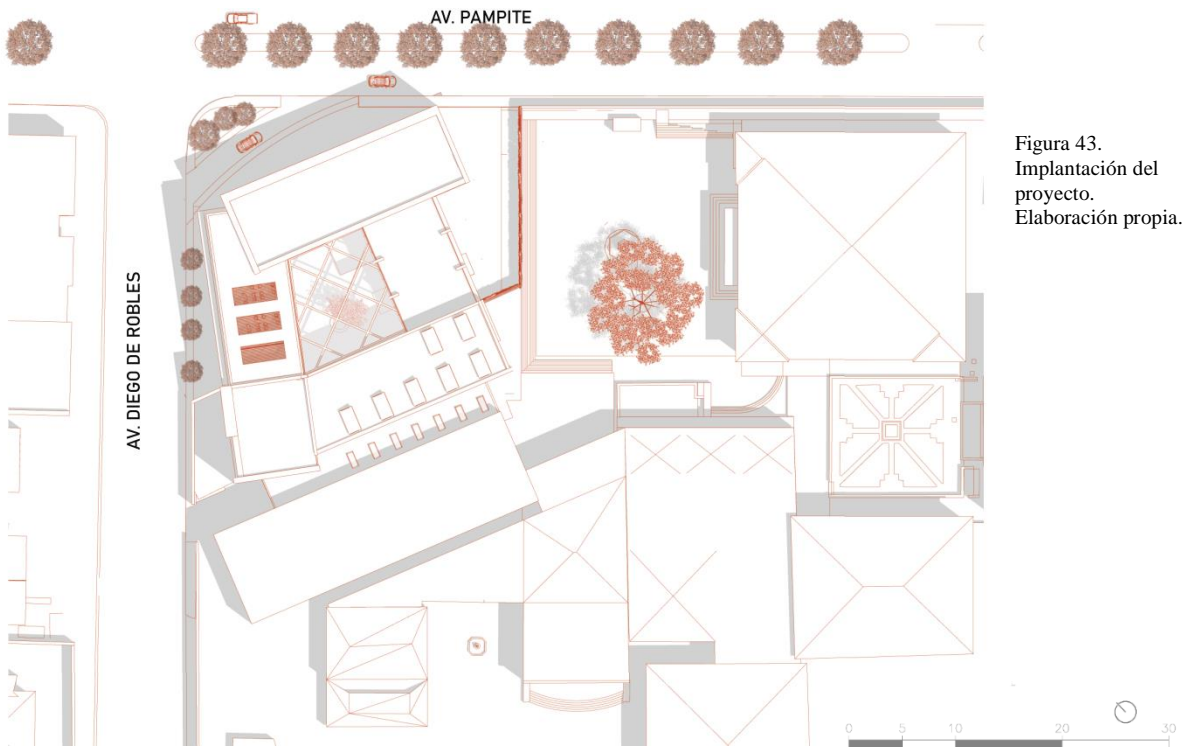 AV. PAMPITE
AV. DIEGO DE ROBLES
Figura 43.
Implantación del
proyecto.
Elaboración propia.
0 5 10 20 30